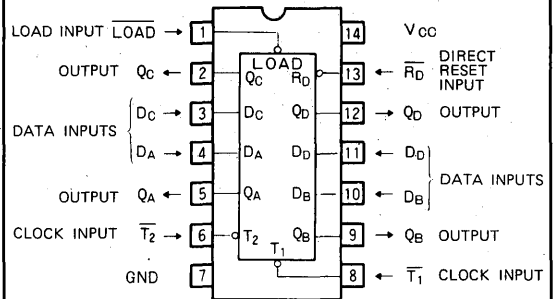 LOAD INPUT LOAD → 1
14 VCC
OUTPUT QC ← 2
13 ← RD DIRECT RESET INPUT
LOAD
QC RD
12 → QD OUTPUT
QD
DATA INPUTS
DC → 3
DC
DA → 4
DA
DD
11 ← DD
DATA INPUTS
DB
10 ← DB
OUTPUT QA ← 5
QA
QB
9 → QB OUTPUT
CLOCK INPUT T2 → 6
T2
T1
GND 7
8 ← T1 CLOCK INPUT